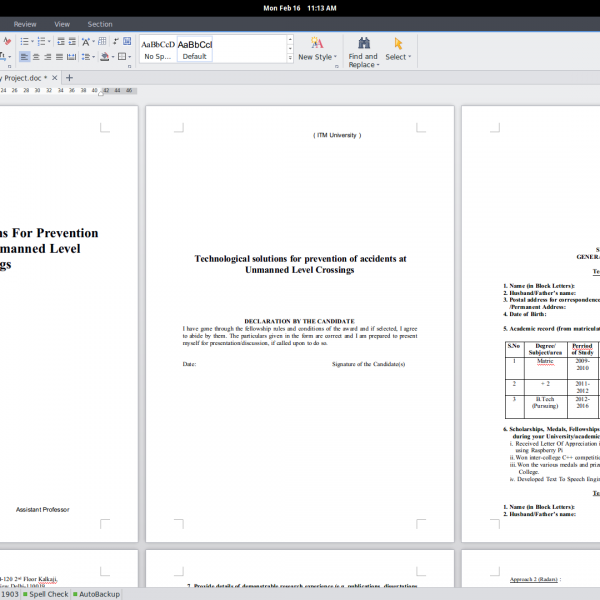 Mon Feb 16 11:13 AM
Review View Section
AaBbCcD AaBbCcI
No Sp... Default
New Style
Find and
Replace
Select
y Project.doc *
24 26 28 30 32 34 36 38 40 42 44 46
ns For Prevention
manned Level
gs
Assistant Professor
( ITM University )
Technological solutions for prevention of accidents at
Unmanned Level Crossings
DECLARATION BY THE CANDIDATE
I have gone through the fellowship rules and conditions of the award and if selected, I agree
to abide by them. The particulars given in the form are correct and I am prepared to present
myself for presentation/discussion, if called upon to do so.
Date: Signature of the Candidate(s)
S
GENERA
Te
1. Name (in Block Letters):
2. Husband/Father's name:
3. Postal address for correspondence
/Permanent Address:
4. Date of Birth:
5. Academic record (from matriculat
S.No Degree/ Perriod
Subject/area of Study
1 Matric 2009-
2010
2 + 2 2011-
2012
3 B.Tech 2012-
(Pursuing) 2016
6. Scholarships, Medals, Fellowships
during your University/academic
i. Received Letter Of Appreciation i
using Raspberry Pi
ii. Won inter-college C++ competitio
iii. Won the various medals and priz
College.
iv. Developed Text To Speech Engin
Te
1. Name (in Block Letters):
2. Husband/Father's name:
-120 2nd Floor Kalkaji,
New Delhi-110019
7. Provide details of demonstrable research experience (e.g. publications, dissertations
Approach 2 (Radars) :
1903 Spell Check AutoBackup